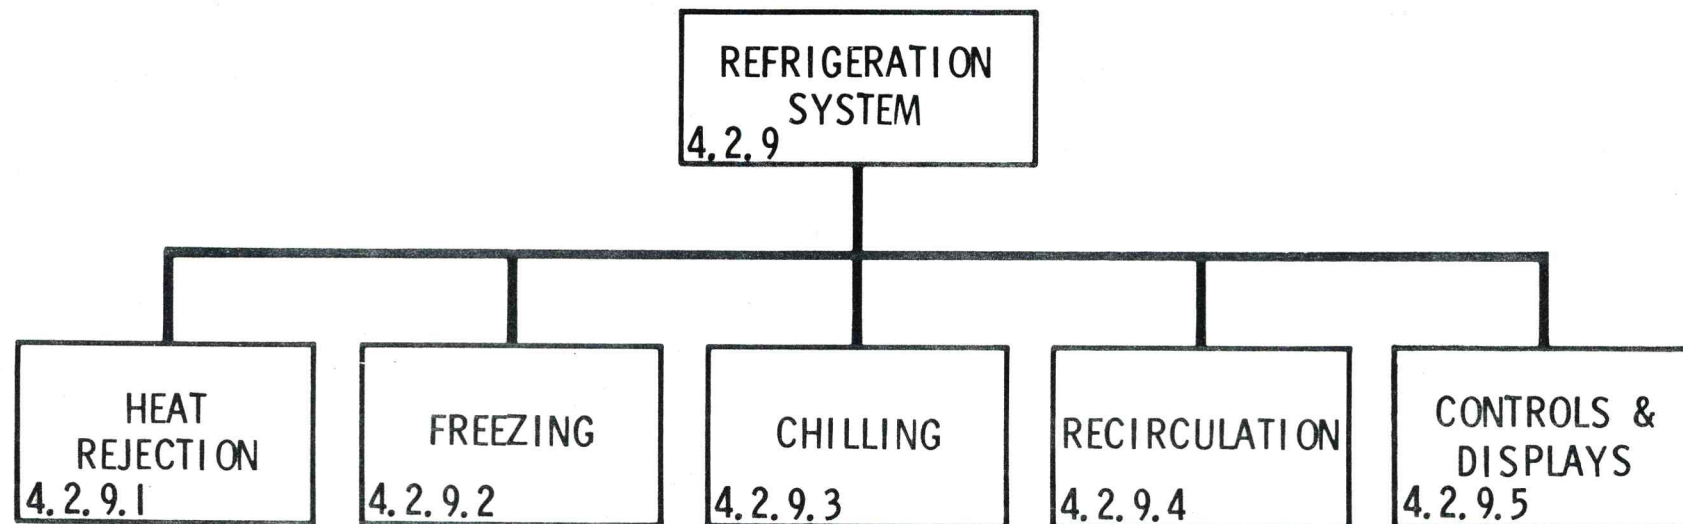 REFRIGERATION
SYSTEM
4.2.9
HEAT
REJECTION
4.2.9.1
FREEZING
4.2.9.2
CHILLING
4.2.9.3
RECIRCULATION
4.2.9.4
CONTROLS &
DISPLAYS
4.2.9.5